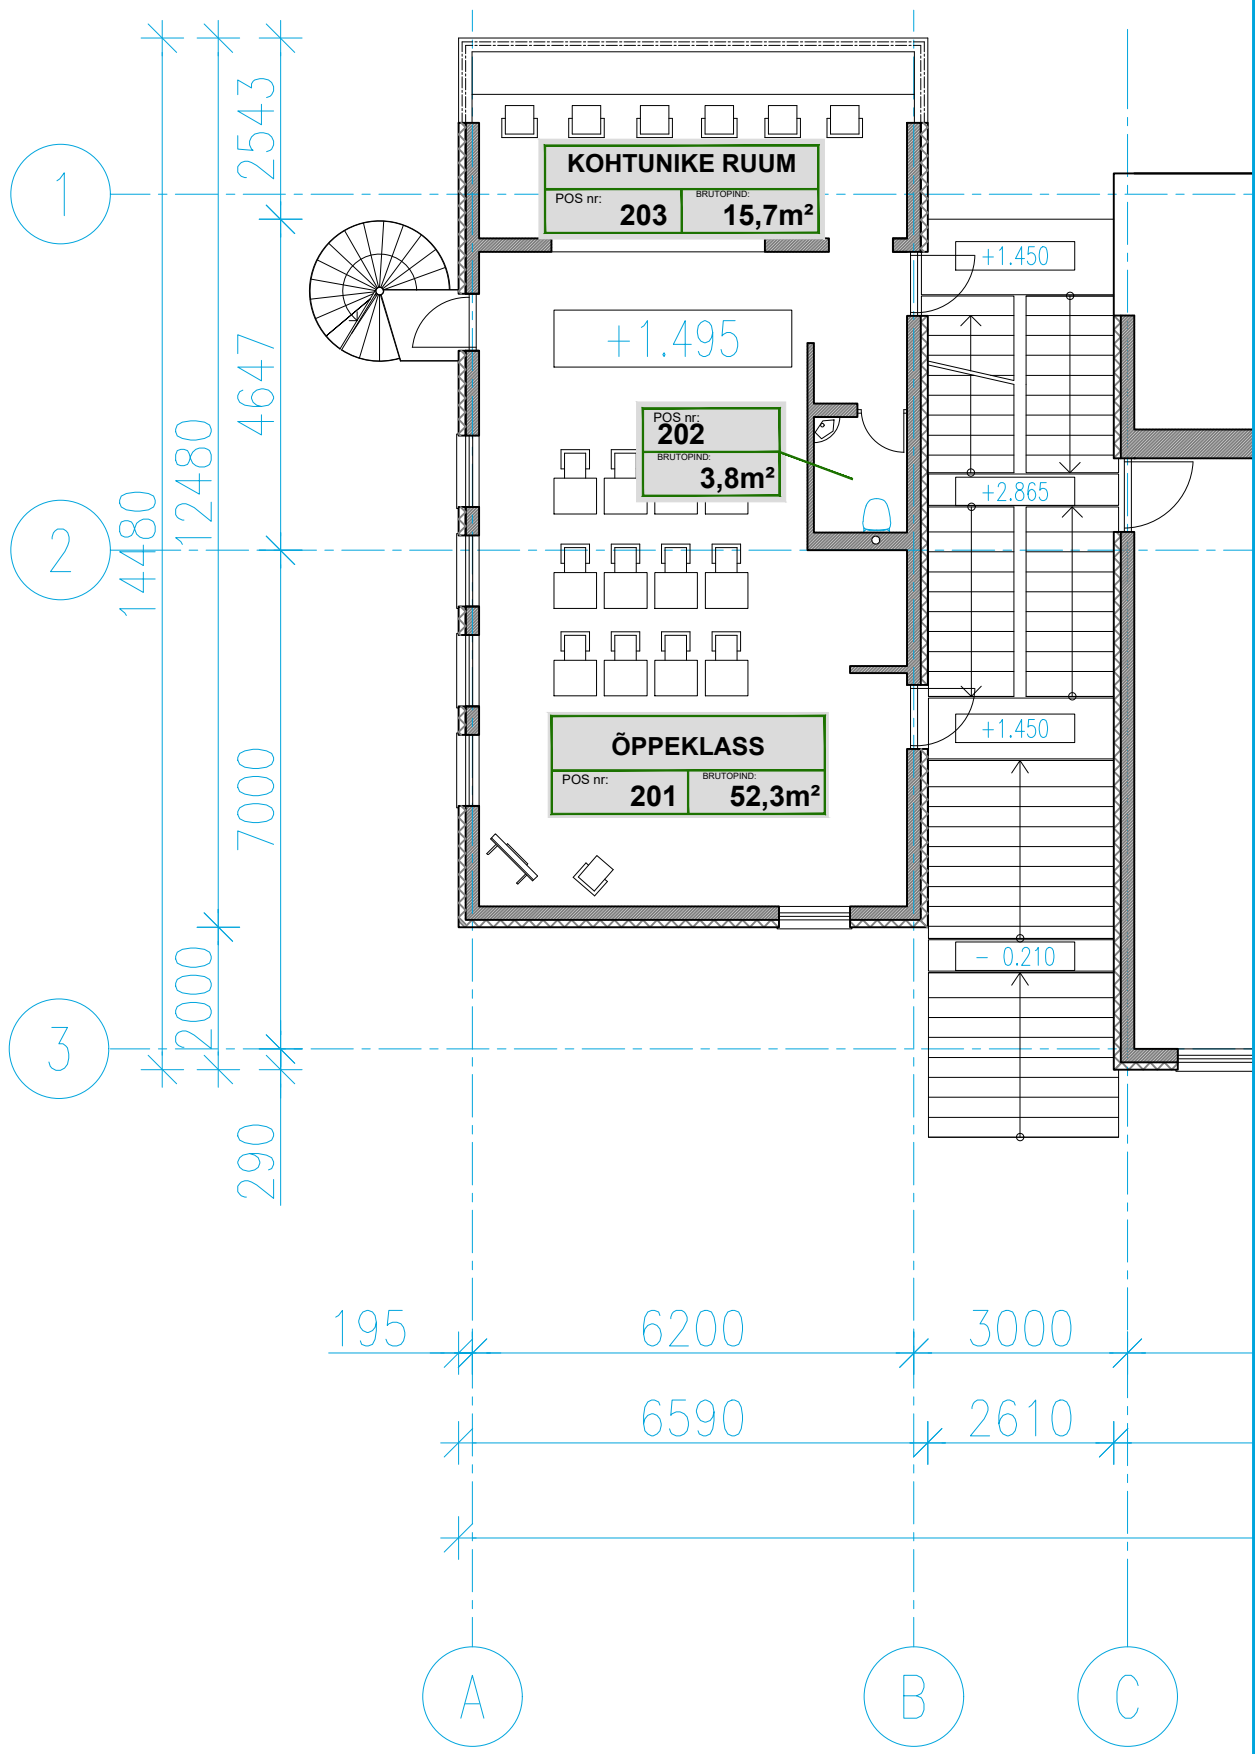 KOHTUNIKE RUUM
POS nr: 203
BRUTOPIND: 15,7m²
+1.450
+1.495
POS nr:
202
BRUTOPIND:
3,8m²
+2.865
ÕPPEKLASS
POS nr: 201
BRUTOPIND: 52,3m²
+1.450
- 0.210
1
2
3
2543
4647
12480
14480
7000
2000
290
195
6200
3000
6590
2610
A
B
C